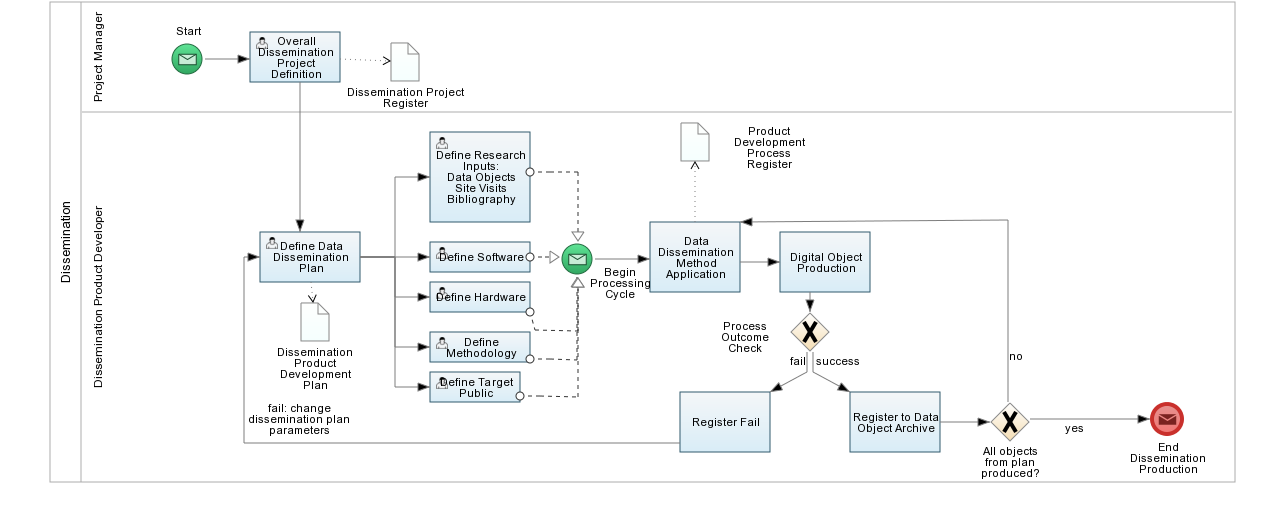 Dissemination
Project Manager
Start
Overall
Dissemination
Project
Definition
Dissemination Project
Register
Dissemination Product Developer
Define Data
Dissemination
Plan
Dissemination
Product
Development
Plan
fail: change
dissemination plan
parameters
Define Research
Inputs:
Data Objects
Site Visits
Bibliography
Define Software
Define Hardware
Define
Methodology
Define Target
Public
Begin
Processing
Cycle
Product
Development
Process
Register
Data
Dissemination
Method
Application
Digital Object
Production
Process
Outcome
Check
fail
success
Register Fail
Register to Data
Object Archive
no
All objects
from plan
produced?
yes
End
Dissemination
Production